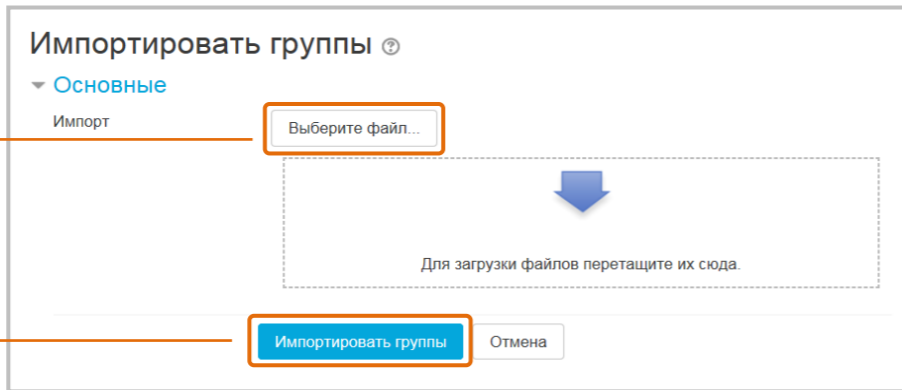 Импортировать группы
Основные
Импорт
Выберите файл...
Для загрузки файлов перетащите их сюда.
Импортировать группы
Отмена